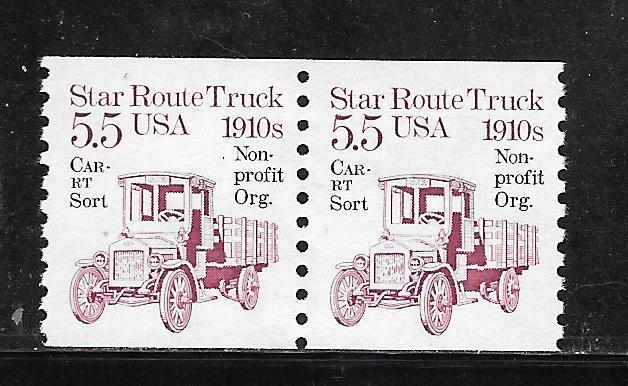 Star Route Truck
5.5 USA 1910s
CAR-
RT
Sort
Non-
profit
Org.
Star Route Truck
5.5 USA 1910s
CAR-
RT
Sort
Non-
profit
Org.